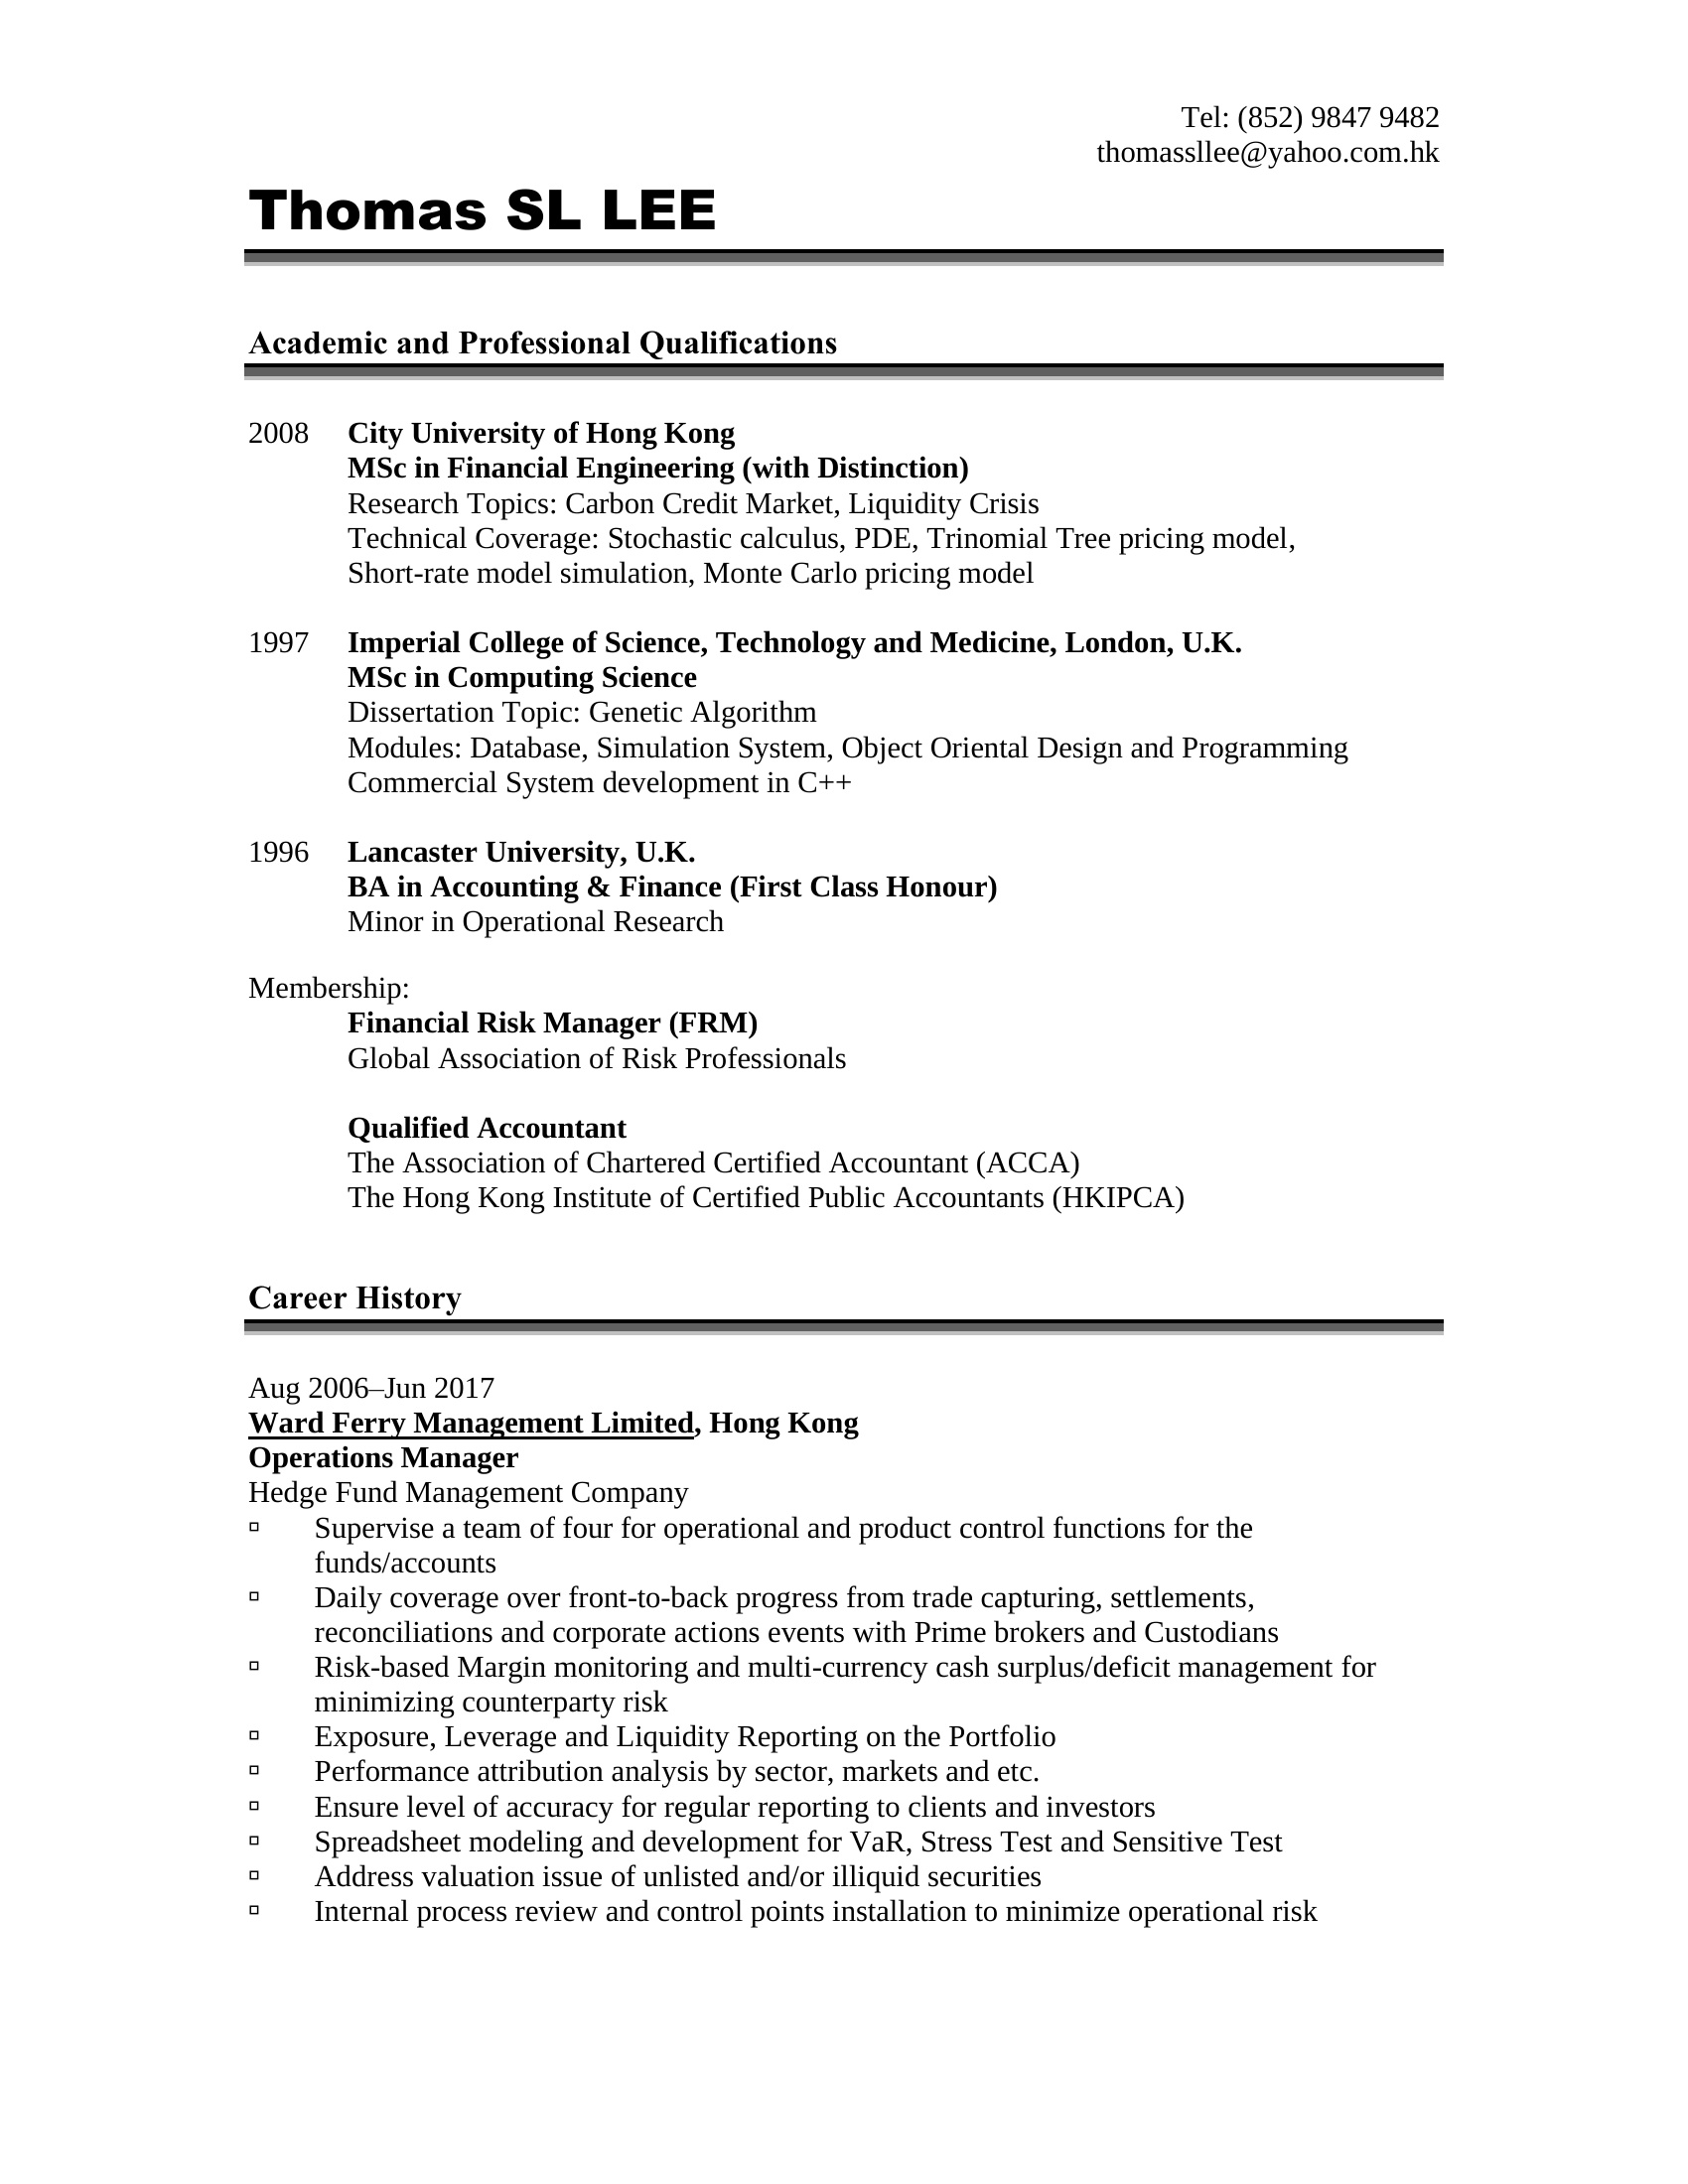 Tel: (852) 9847 9482
thomassllee@yahoo.com.hk
Thomas SL LEE
Academic and Professional Qualifications
2008 City University of Hong Kong
MSc in Financial Engineering (with Distinction)
Research Topics: Carbon Credit Market, Liquidity Crisis
Technical Coverage: Stochastic calculus, PDE, Trinomial Tree pricing model,
Short-rate model simulation, Monte Carlo pricing model
1997 Imperial College of Science, Technology and Medicine, London, U.K.
MSc in Computing Science
Dissertation Topic: Genetic Algorithm
Modules: Database, Simulation System, Object Oriental Design and Programming
Commercial System development in C++
1996 Lancaster University, U.K.
BA in Accounting & Finance (First Class Honour)
Minor in Operational Research
Membership:
Financial Risk Manager (FRM)
Global Association of Risk Professionals
Qualified Accountant
The Association of Chartered Certified Accountant (ACCA)
The Hong Kong Institute of Certified Public Accountants (HKIPCA)
Career History
Aug 2006–Jun 2017
Ward Ferry Management Limited, Hong Kong
Operations Manager
Hedge Fund Management Company
▫ Supervise a team of four for operational and product control functions for the
funds/accounts
▫ Daily coverage over front-to-back progress from trade capturing, settlements,
reconciliations and corporate actions events with Prime brokers and Custodians
▫ Risk-based Margin monitoring and multi-currency cash surplus/deficit management for
minimizing counterparty risk
▫ Exposure, Leverage and Liquidity Reporting on the Portfolio
▫ Performance attribution analysis by sector, markets and etc.
▫ Ensure level of accuracy for regular reporting to clients and investors
▫ Spreadsheet modeling and development for VaR, Stress Test and Sensitive Test
▫ Address valuation issue of unlisted and/or illiquid securities
▫ Internal process review and control points installation to minimize operational risk